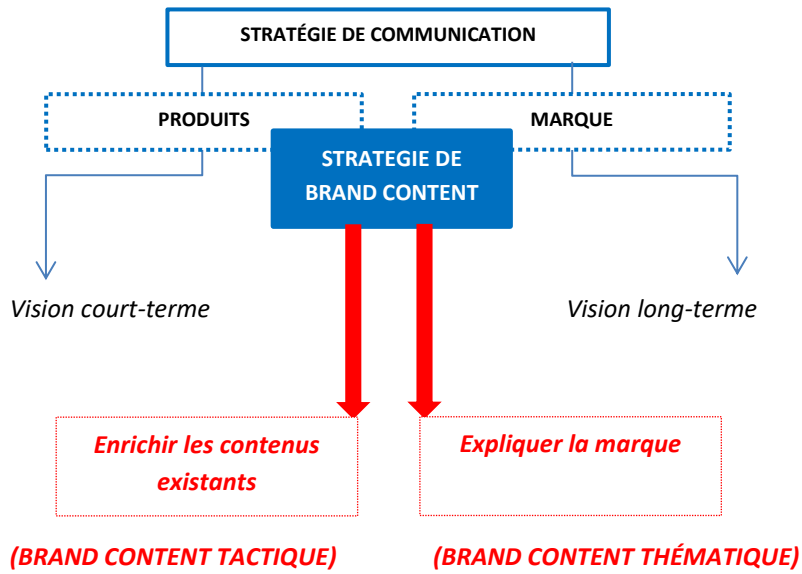 STRATÉGIE DE COMMUNICATION
PRODUITS
MARQUE
STRATEGIE DE
BRAND CONTENT
Vision court-terme
Vision long-terme
Enrichir les contenus
existants
Expliquer la marque
(BRAND CONTENT TACTIQUE)
(BRAND CONTENT THÉMATIQUE)